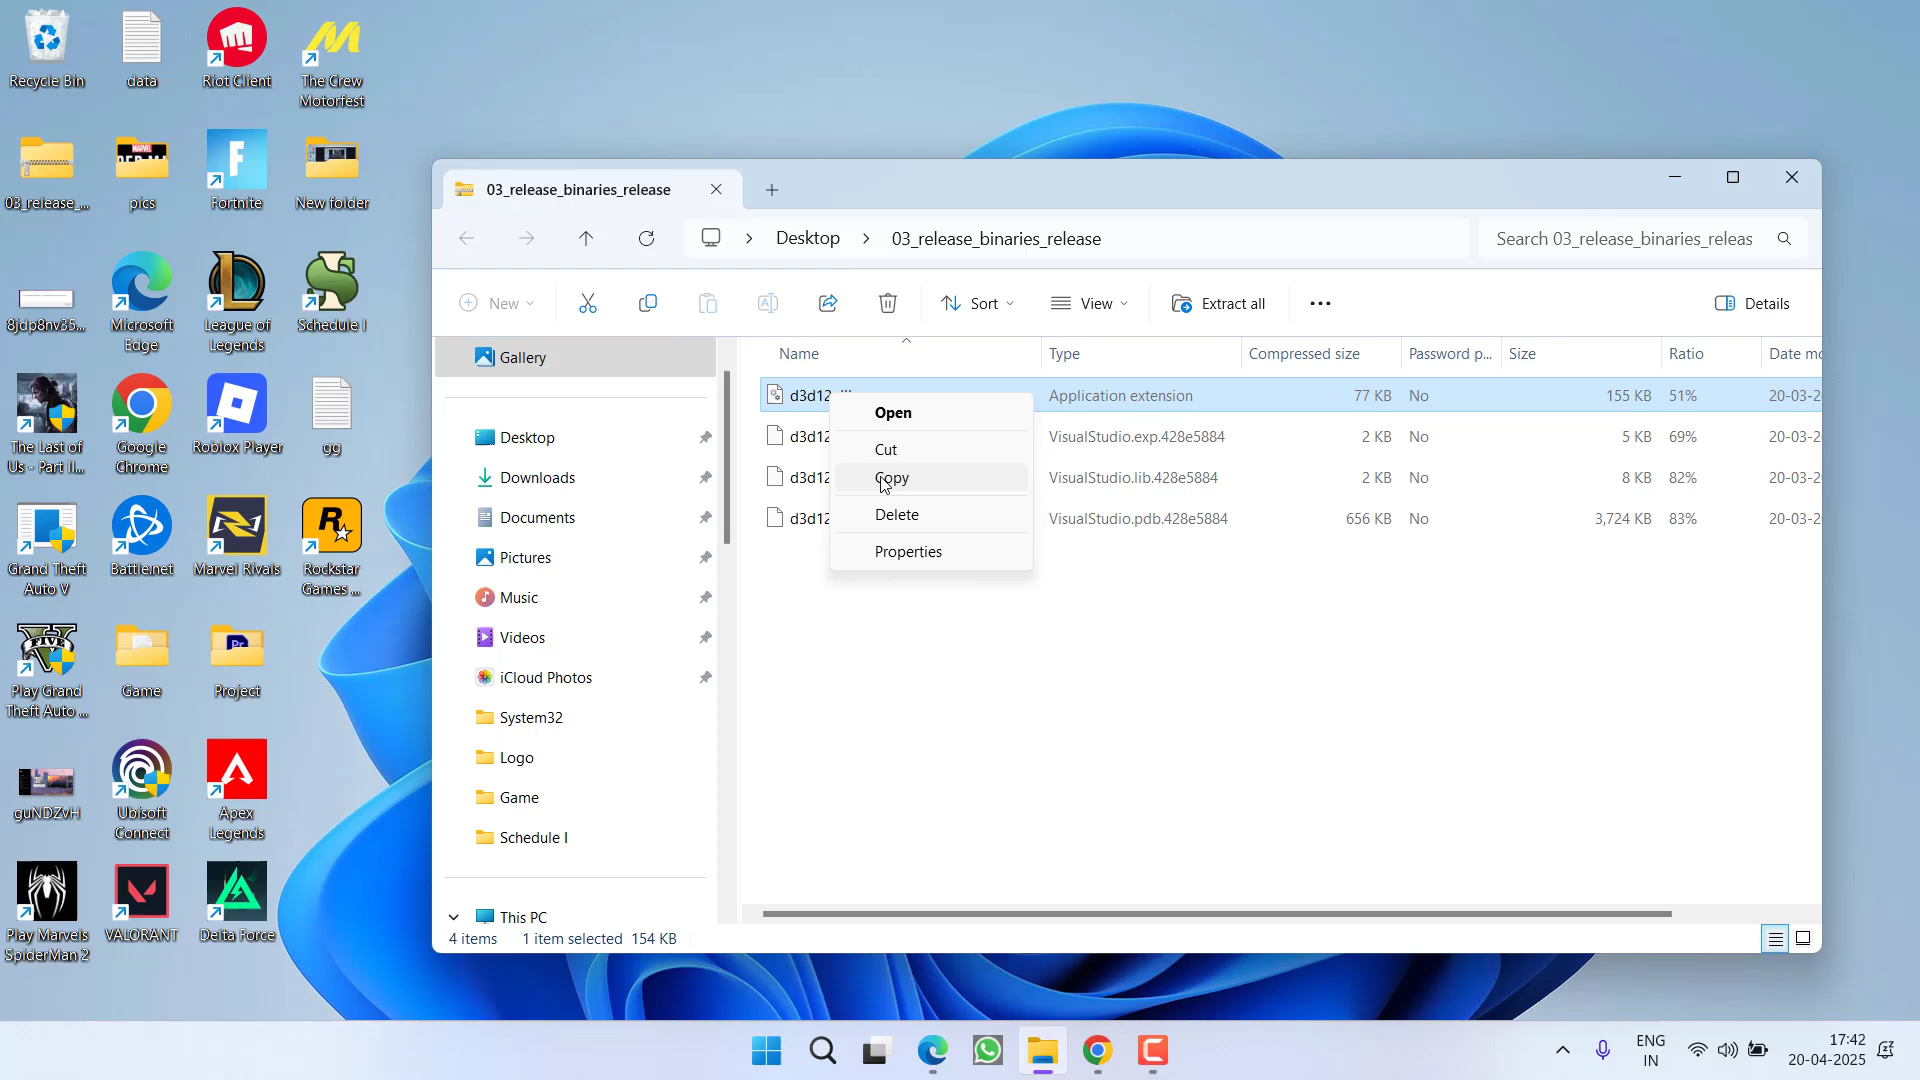 Recycle Bin
data
Riot Client
The Crew
Motorfest
03_release_...
pics
Fortnite
New folder
8jdp8nv35...
Microsoft
Edge
League of
Legends
Schedule I
The Last of
Us - Part II...
Google
Chrome
Roblox Player
gg
Grand Theft
Auto V
Battle.net
Marvel Rivals
Rockstar
Games ...
Play Grand
Theft Auto ...
Game
Project
guNDZvH
Ubisoft
Connect
Apex
Legends
Play Marvels
SpiderMan 2
VALORANT
Delta Force
03_release_binaries_release
Desktop
03_release_binaries_release
Search 03_release_binaries_releas
New
Sort
View
Extract all
Details
Gallery
Desktop
Downloads
Documents
Pictures
Music
Videos
iCloud Photos
System32
Logo
Game
Schedule I
This PC
Name Type Compressed size Password p... Size Ratio Date mo
d3d12 Application extension 77 KB No 155 KB 51% 20-03-2
d3d12 VisualStudio.exp.428e5884 2 KB No 5 KB 69% 20-03-2
d3d12 VisualStudio.lib.428e5884 2 KB No 8 KB 82% 20-03-2
d3d12 VisualStudio.pdb.428e5884 656 KB No 3,724 KB 83% 20-03-2
Open
Cut
Copy
Delete
Properties
4 items 1 item selected 154 KB
ENG
IN
17:42
20-04-2025